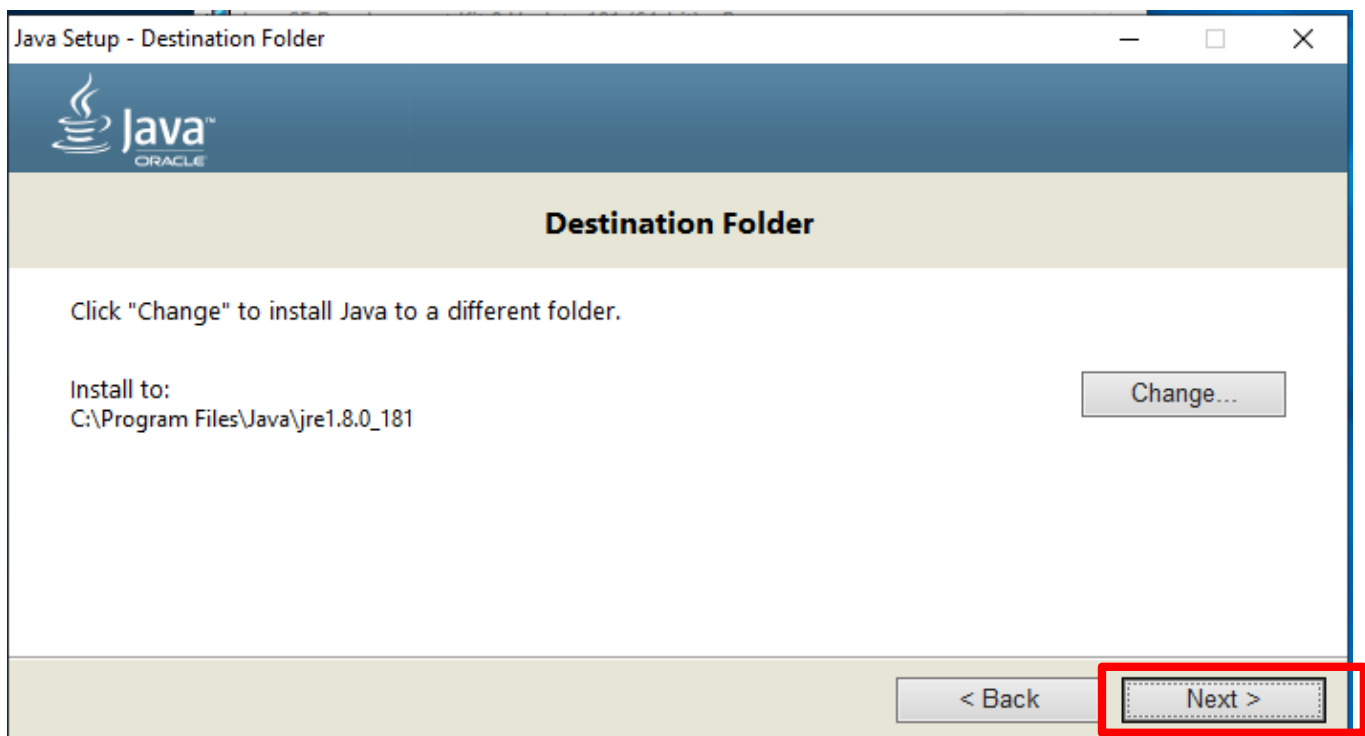 Java Setup - Destination Folder
Java™
ORACLE
Destination Folder
Click "Change" to install Java to a different folder.
Install to:
Change...
C:\Program Files\Java\jre1.8.0_181
< Back
Next >